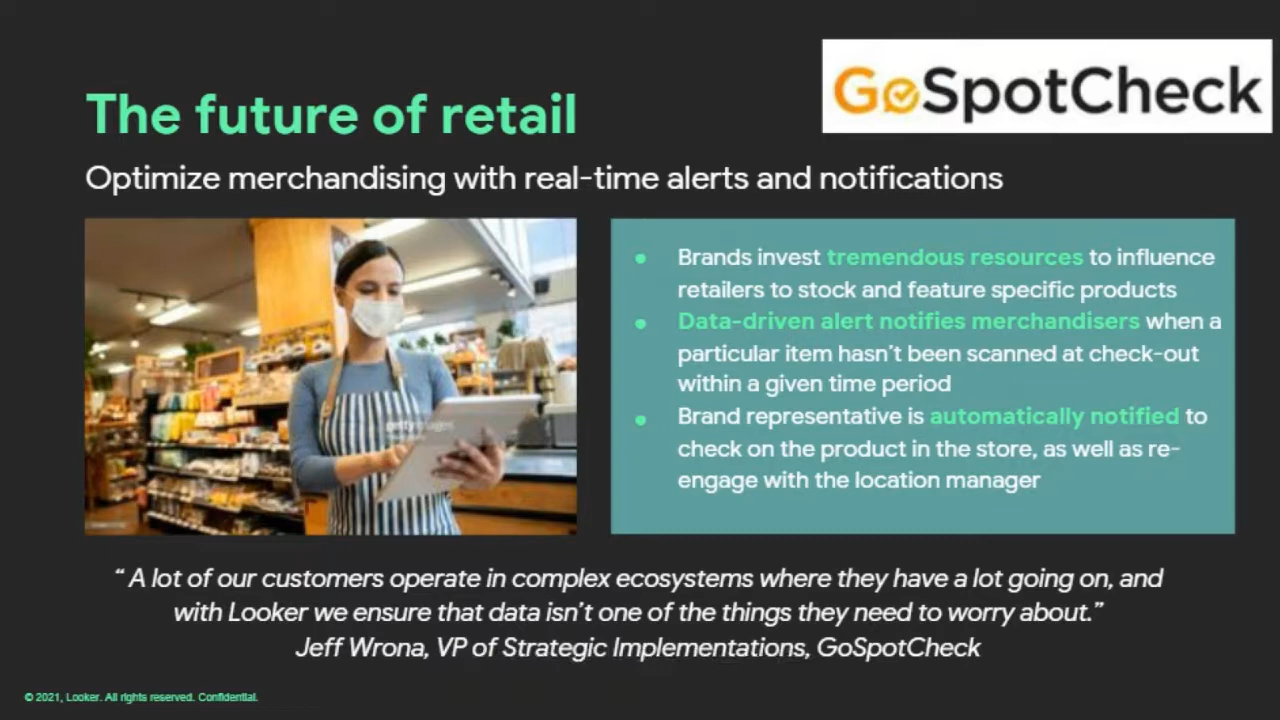 GoSpotCheck
The future of retail
Optimize merchandising with real-time alerts and notifications
• Brands invest tremendous resources to influence
retailers to stock and feature specific products
• Data-driven alert notifies merchandisers when a
particular item hasn't been scanned at check-out
within a given time period
• Brand representative is automatically notified to
check on the product in the store, as well as re-
engage with the location manager
gettyimages
“ A lot of our customers operate in complex ecosystems where they have a lot going on, and
with Looker we ensure that data isn't one of the things they need to worry about.”
Jeff Wrona, VP of Strategic Implementations, GoSpotCheck
© 2021, Looker. All rights reserved. Confidential.